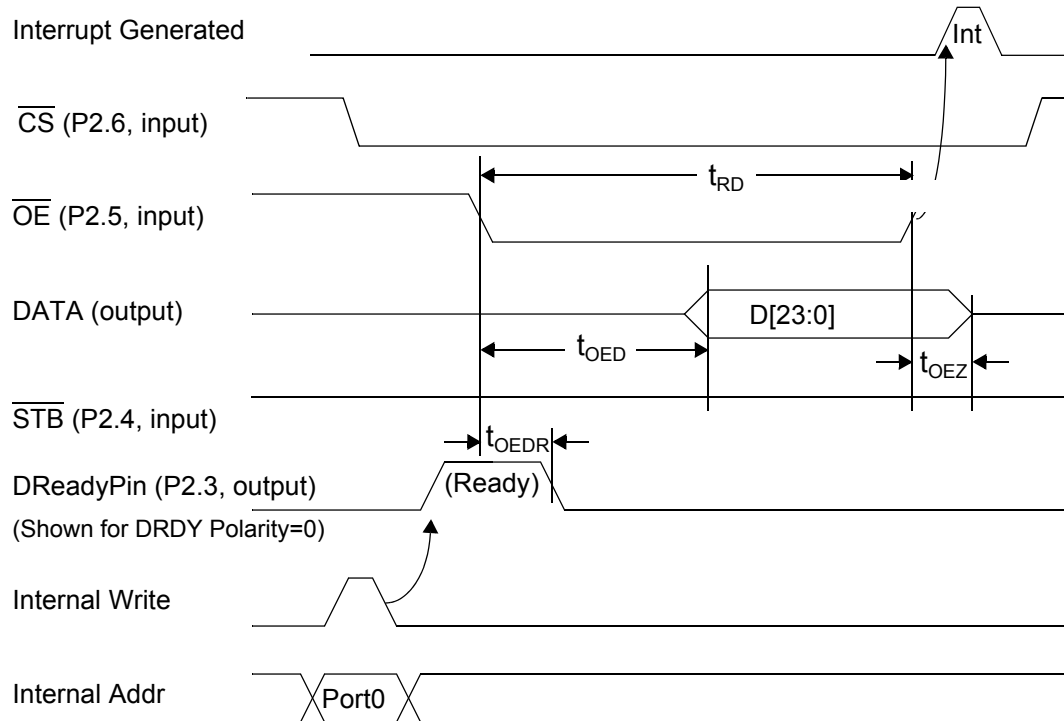 Interrupt Generated
Int
CS (P2.6, input)
tRD
OE (P2.5, input)
DATA (output)
D[23:0]
tOED
tOEZ
STB (P2.4, input)
tOEDR
DReadyPin (P2.3, output)
(Ready)
(Shown for DRDY Polarity=0)
Internal Write
Internal Addr
Port0